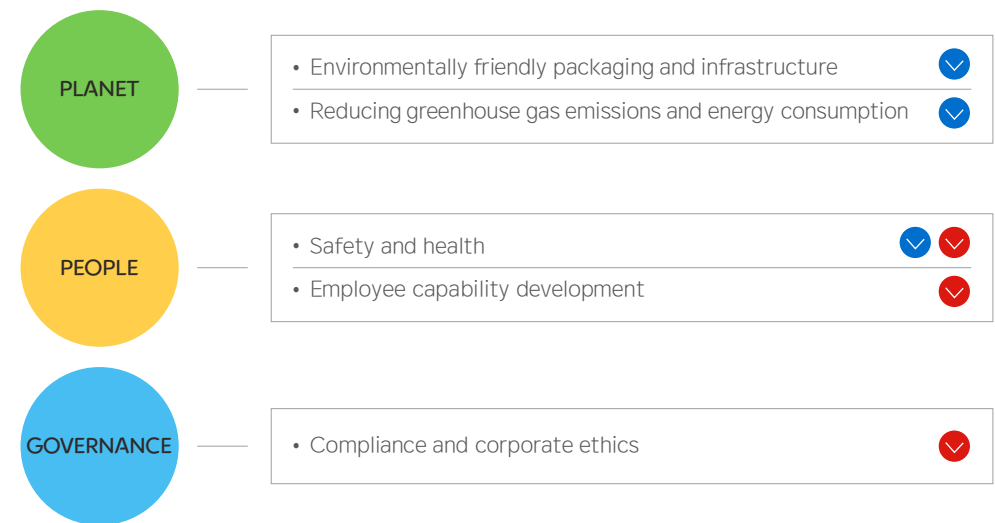 PLANET
• Environmentally friendly packaging and infrastructure
• Reducing greenhouse gas emissions and energy consumption
PEOPLE
• Safety and health
• Employee capability development
GOVERNANCE
• Compliance and corporate ethics